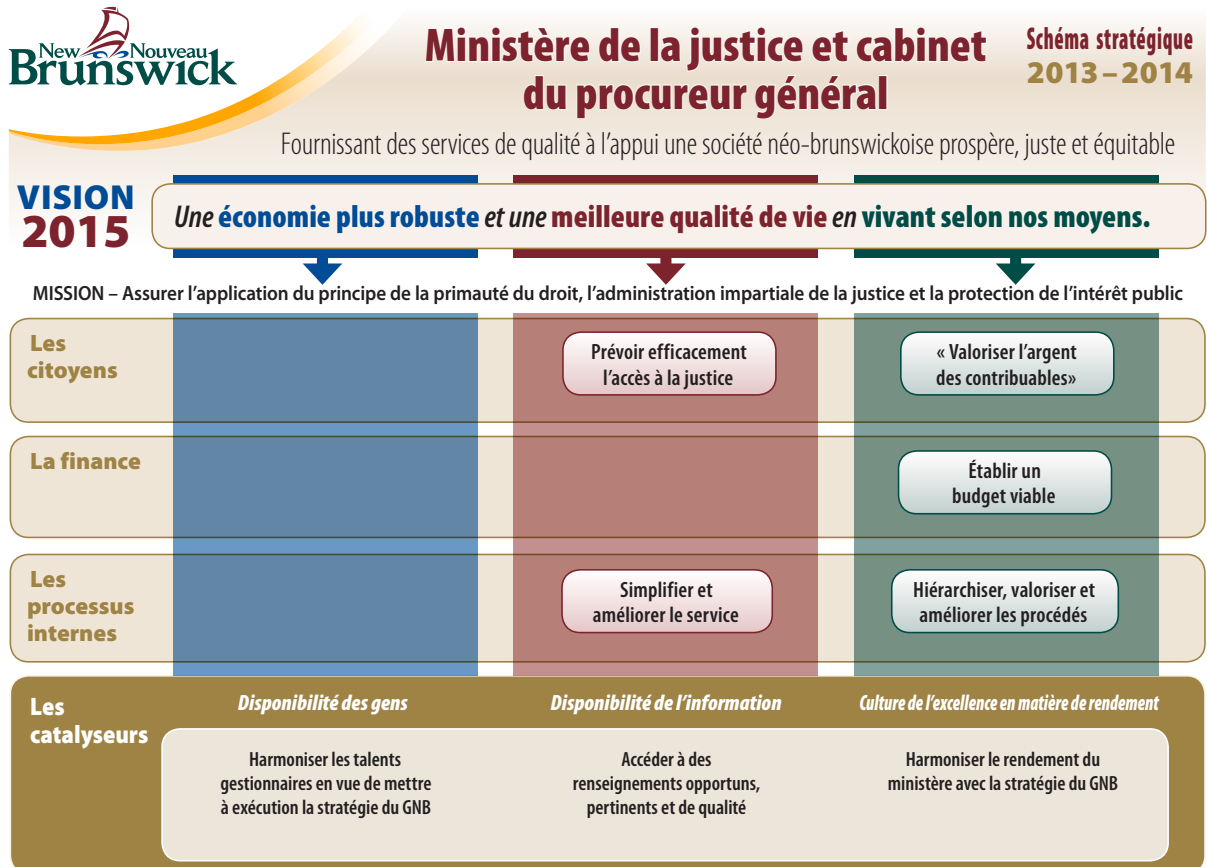 New Nouveau
Brunswick
Ministère de la justice et cabinet
du procureur général
Schéma stratégique
2013 – 2014
Fournissant des services de qualité à l’appui une société néo-brunswickoise prospère, juste et équitable
VISION
2015
Une économie plus robuste et une meilleure qualité de vie en vivant selon nos moyens.
MISSION – Assurer l’application du principe de la primauté du droit, l’administration impartiale de la justice et la protection de l’intérêt public
Les
citoyens
Prévoir efficacement
l’accès à la justice
« Valoriser l’argent
des contribuables»
La finance
Établir un
budget viable
Les
processus
internes
Simplifier et
améliorer le service
Hiérarchiser, valoriser et
améliorer les procédés
Les
catalyseurs
Disponibilité des gens
Harmoniser les talents
gestionnaires en vue de mettre
à exécution la stratégie du GNB
Disponibilité de l’information
Accéder à des
renseignements opportuns,
pertinents et de qualité
Culture de l’excellence en matière de rendement
Harmoniser le rendement du
ministère avec la stratégie du GNB